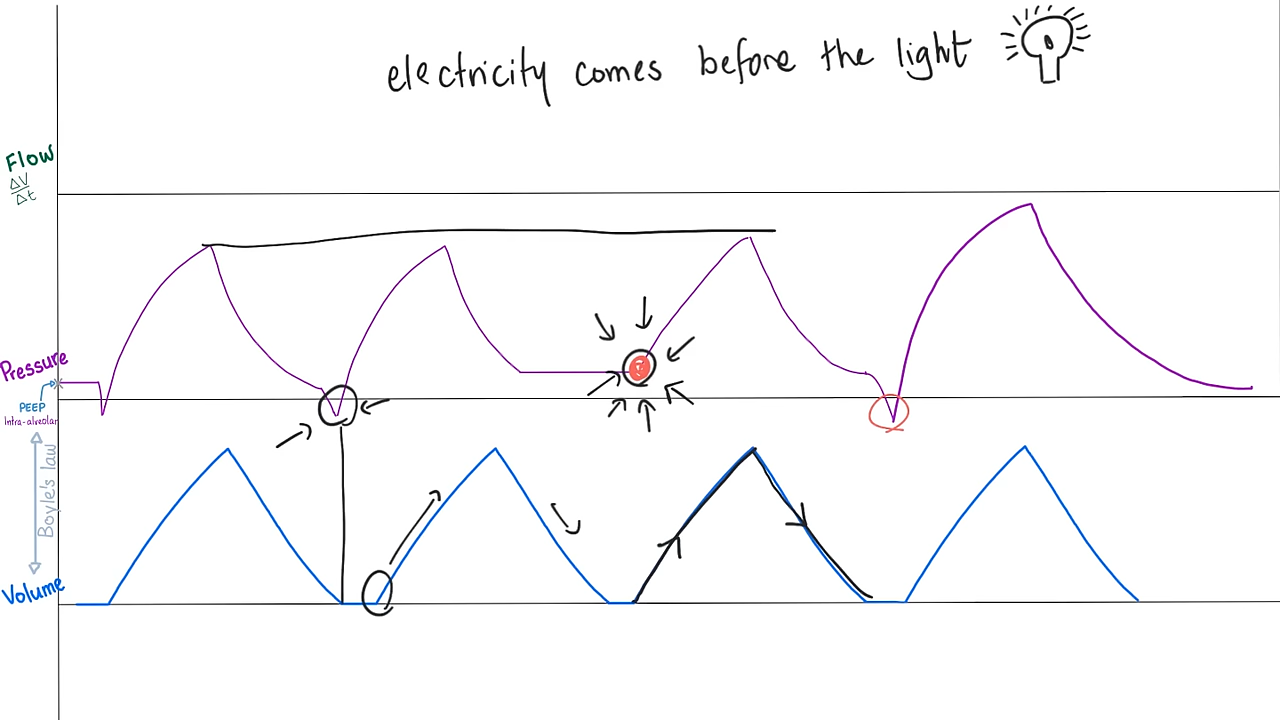 electricity comes before the light
Flow
ΔV
Δt
Pressure
PEEP
Intra-alveolar
Boyle's law
Volume